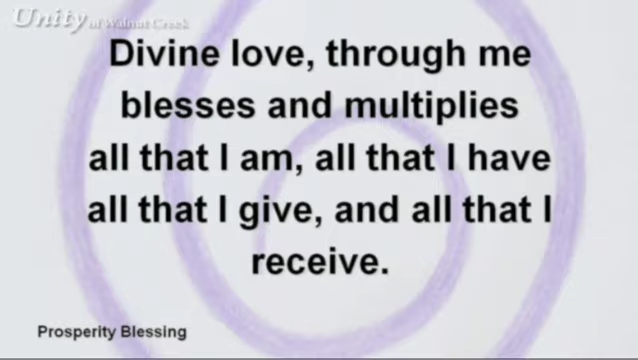 Unity of Walnut Creek
Divine love, through me
blesses and multiplies
all that I am, all that I have
all that I give, and all that I
receive.
Prosperity Blessing